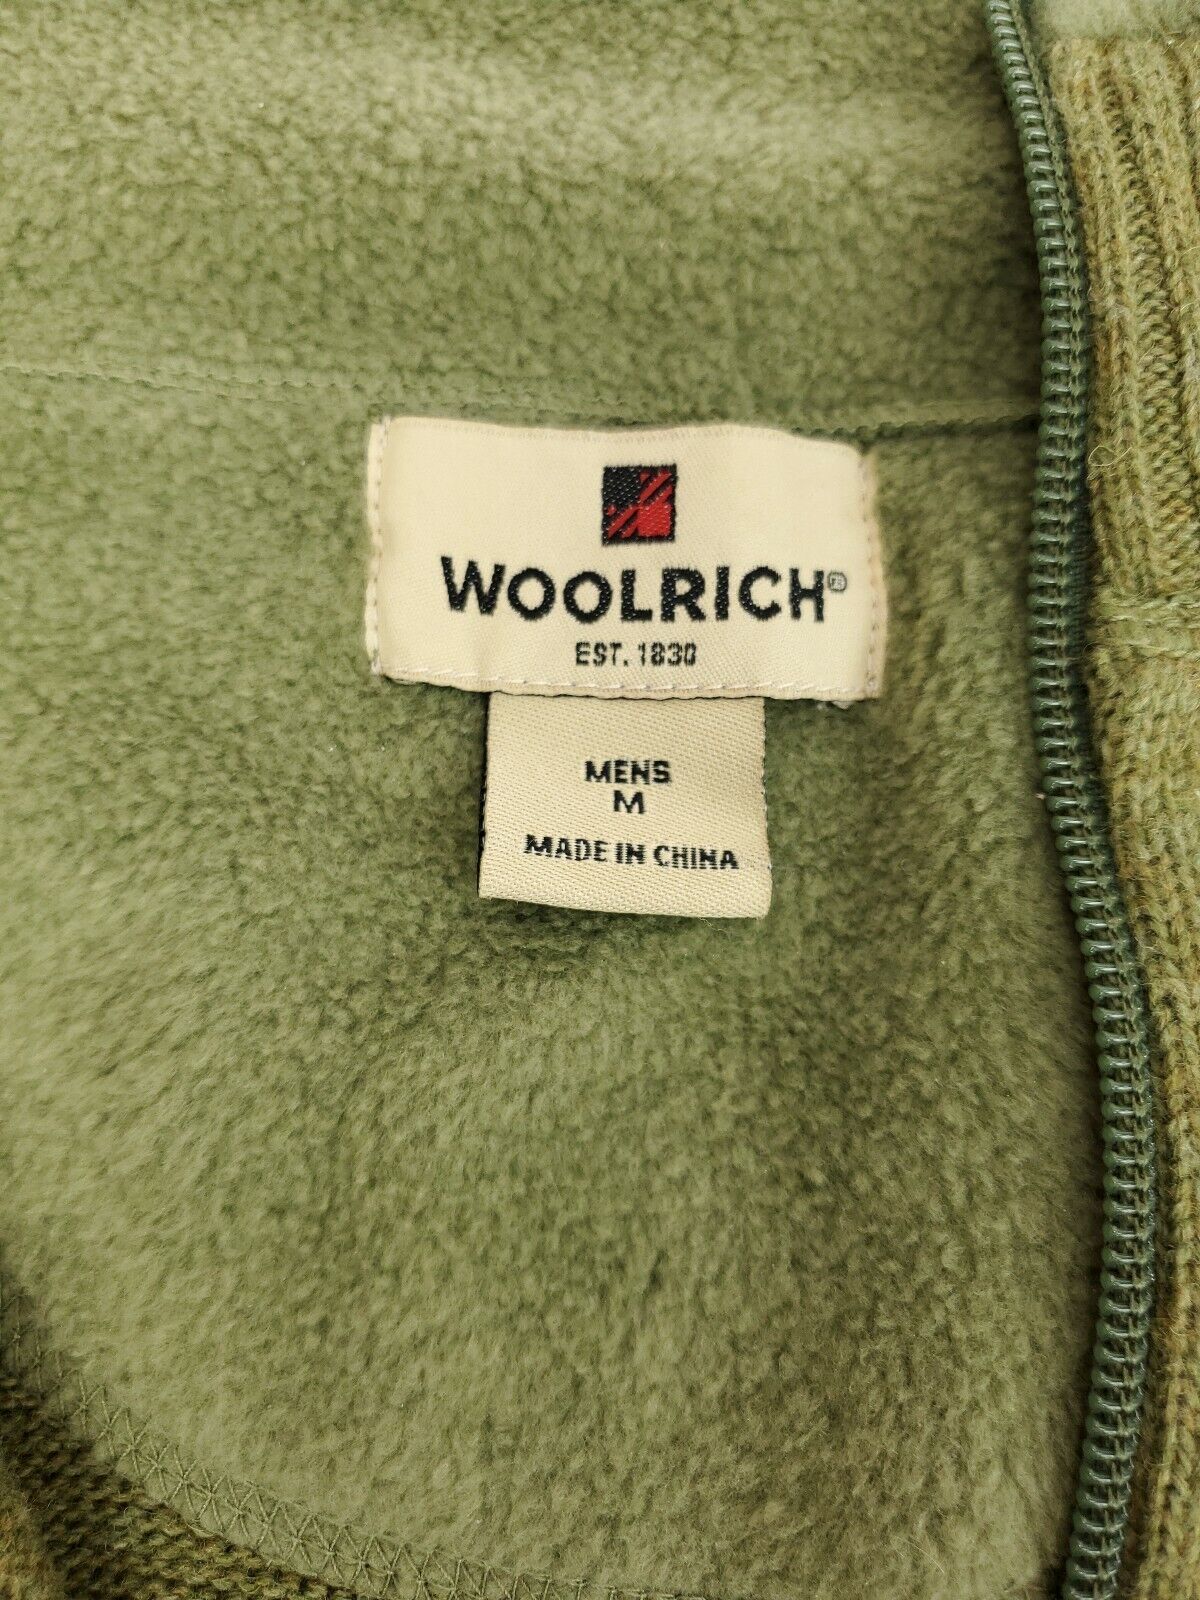 WOOLRICH®
EST. 1830
MENS
M
MADE IN CHINA